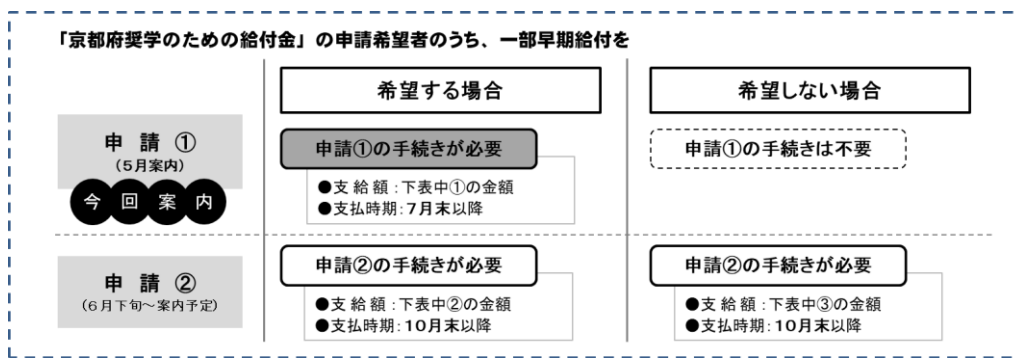 「京都府奨学のための給付金」の申請希望者のうち、一部早期給付を
希望する場合
希望しない場合
申 請 ①
(5月案内)
今回案内
申請①の手続きが必要
●支 給 額：下表中①の金額
●支払時期：7月末以降
申請①の手続きは不要
申 請 ②
(6月下旬～案内予定)
申請②の手続きが必要
●支 給 額：下表中②の金額
●支払時期：10月末以降
申請②の手続きが必要
●支 給 額：下表中③の金額
●支払時期：10月末以降